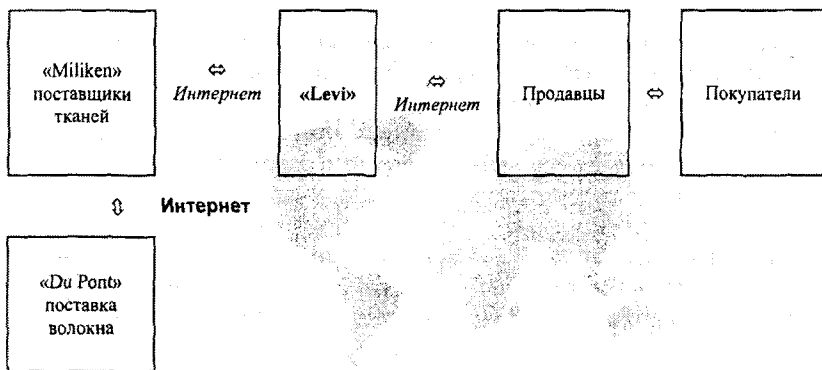 «Miliken»
поставщики
тканей
⇔
Интернет
«Levi»
⇔
Интернет
Продавцы
⇔
Покупатели
⇕ Интернет
«Du Pont»
поставка
волокна